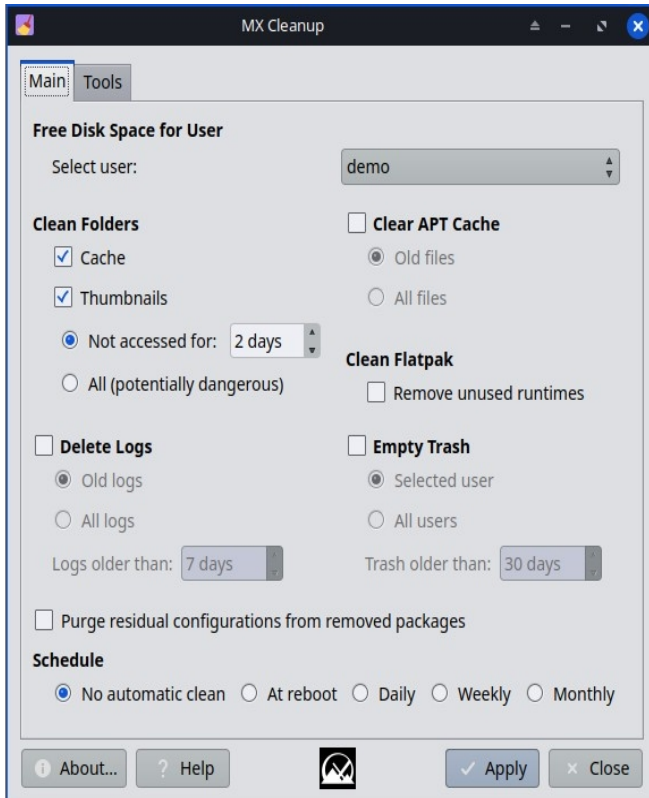 MX Cleanup
Main Tools
Free Disk Space for User
Select user: demo
Clean Folders
Cache
Thumbnails
Not accessed for: 2 days
All (potentially dangerous)
Clear APT Cache
Old files
All files
Clean Flatpak
Remove unused runtimes
Delete Logs
Old logs
All logs
Logs older than: 7 days
Empty Trash
Selected user
All users
Trash older than: 30 days
Purge residual configurations from removed packages
Schedule
No automatic clean At reboot Daily Weekly Monthly
About... Help Apply Close